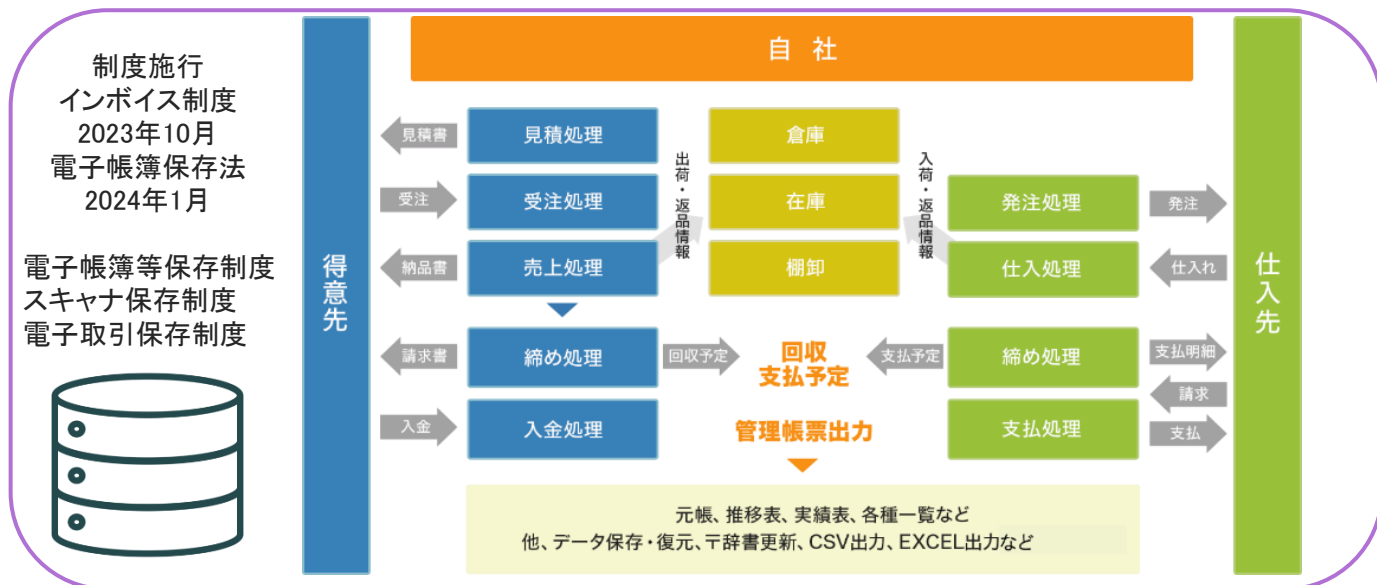 制度施行
インボイス制度
2023年10月
電子帳簿保存法
2024年1月
電子帳簿等保存制度
スキャナ保存制度
電子取引保存制度
得意先
自 社
仕入先
見積書
見積処理
倉庫
受注
受注処理
在庫
発注処理
発注
納品書
売上処理
棚卸
仕入処理
仕入れ
出荷・返品情報
入荷・返品情報
請求書
締め処理
回収予定
回収
支払予定
支払予定
締め処理
支払明細
請求
入金
入金処理
管理帳票出力
支払処理
支払
元帳、推移表、実績表、各種一覧など
他、データ保存・復元、〒辞書更新、CSV出力、EXCEL出力など